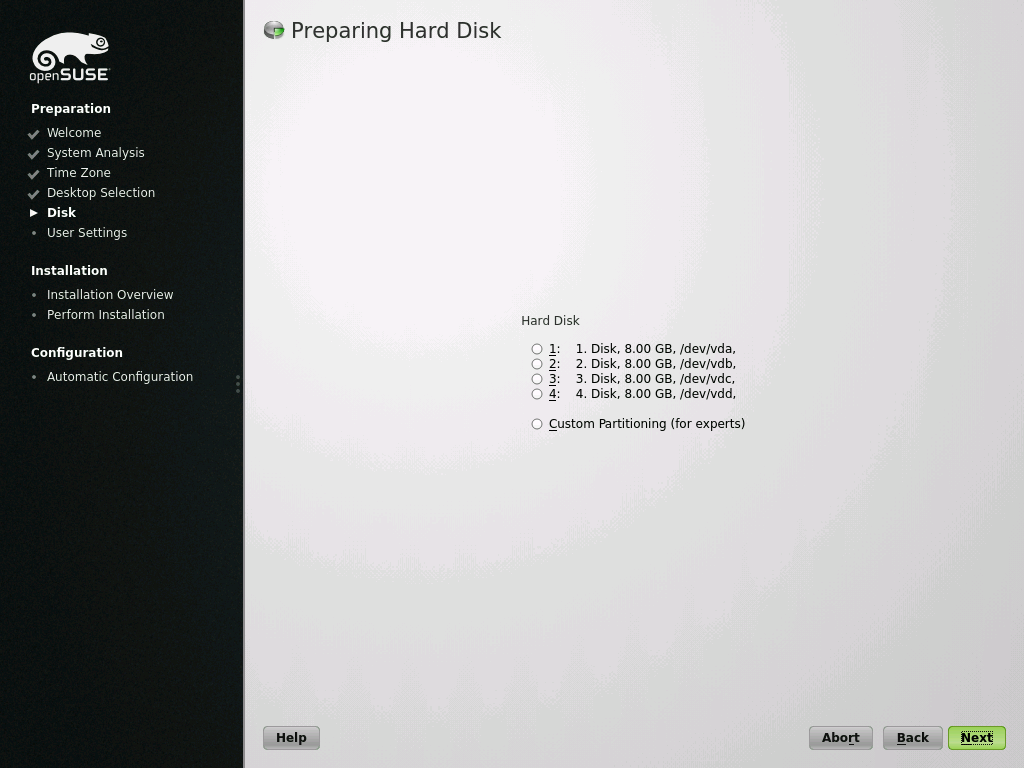 openSUSE
Preparation
Welcome
System Analysis
Time Zone
Desktop Selection
Disk
User Settings
Installation
Installation Overview
Perform Installation
Configuration
Automatic Configuration
Preparing Hard Disk
Hard Disk
1: 1. Disk, 8.00 GB, /dev/vda,
2: 2. Disk, 8.00 GB, /dev/vdb,
3: 3. Disk, 8.00 GB, /dev/vdc,
4: 4. Disk, 8.00 GB, /dev/vdd,
Custom Partitioning (for experts)
Help
Abort
Back
Next